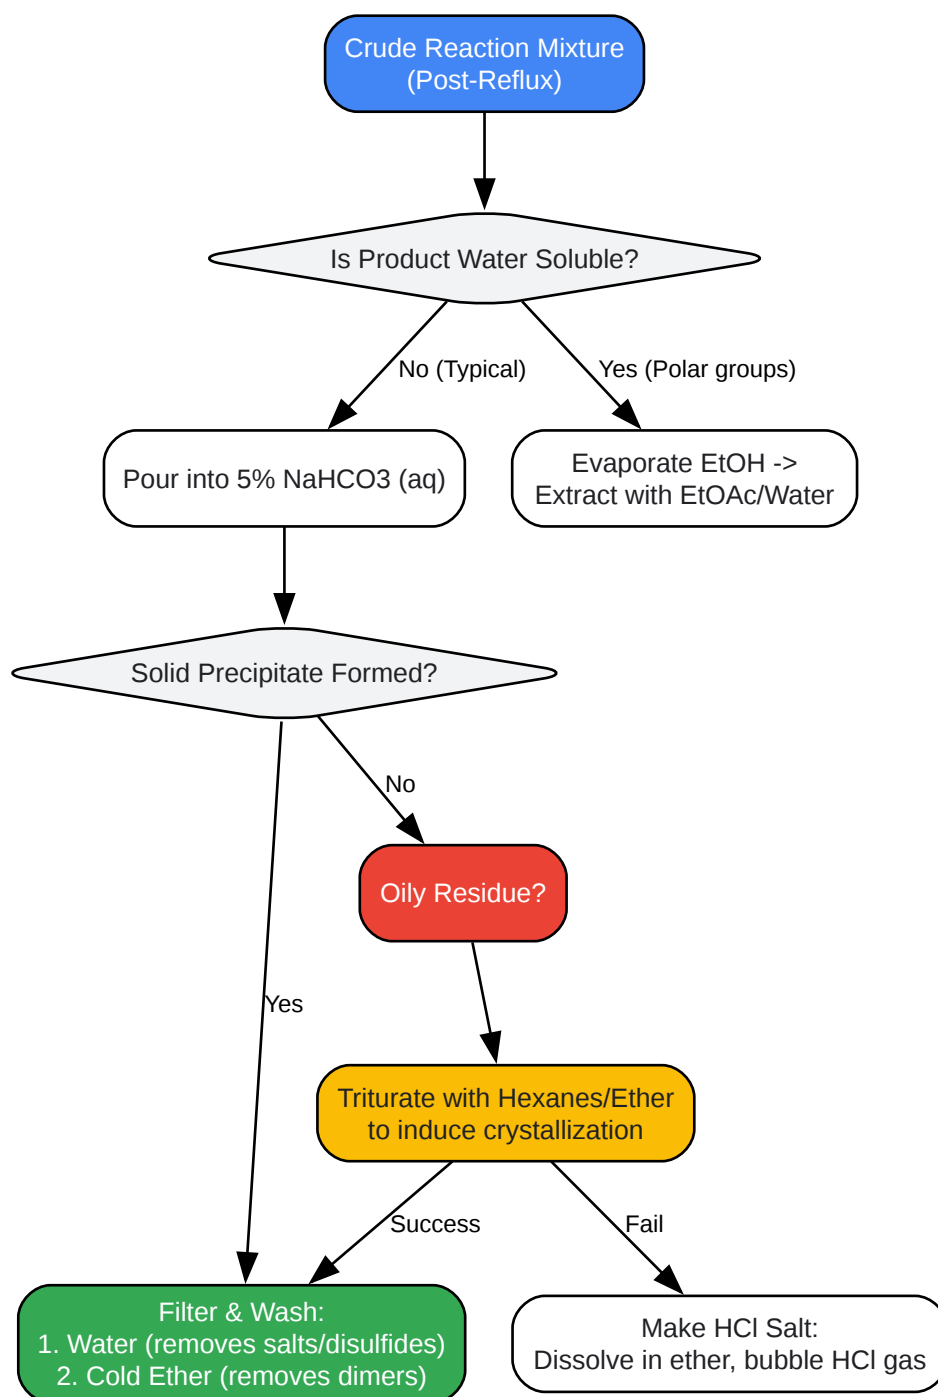 Crude Reaction Mixture
(Post-Reflux)
Is Product Water Soluble?
No (Typical)
Yes (Polar groups)
Pour into 5% NaHCO3 (aq)
Evaporate EtOH ->
Extract with EtOAc/Water
Solid Precipitate Formed?
No
Oily Residue?
Yes
Triturate with Hexanes/Ether
to induce crystallization
Success
Fail
Filter & Wash:
1. Water (removes salts/disulfides)
2. Cold Ether (removes dimers)
Make HCl Salt:
Dissolve in ether, bubble HCl gas